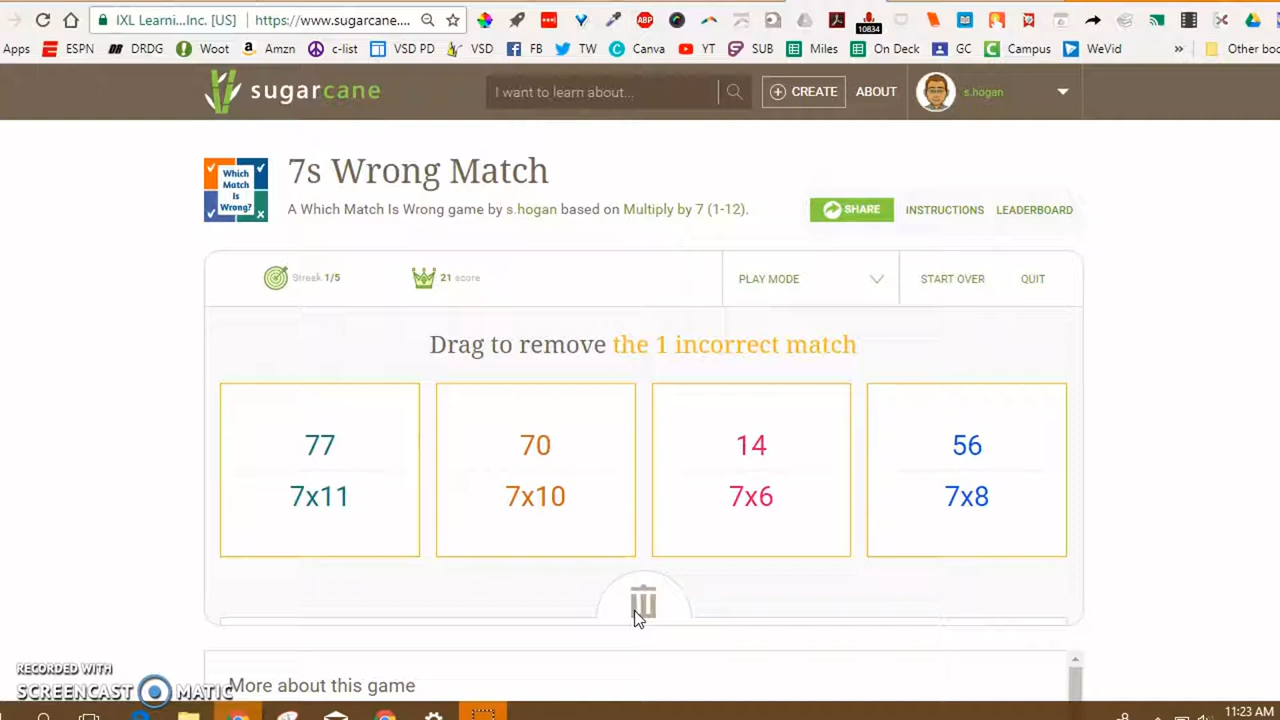 IXL Learni...Inc. [US] https://www.sugarcane....
ABP
10834
Apps ESPN DRDG Woot Amzn c-list VSD PD VSD FB TW Canva YT SUB Miles On Deck GC Campus WeVid » Other boo
sugarcane
I want to learn about...
CREATE
ABOUT
s.hogan
Which
Match
Is
Wrong?
7s Wrong Match
A Which Match Is Wrong game by s.hogan based on Multiply by 7 (1-12).
SHARE
INSTRUCTIONS
LEADERBOARD
Streak 1/5
21 score
PLAY MODE
START OVER
QUIT
Drag to remove the 1 incorrect match
77
7x11
70
7x10
14
7x6
56
7x8
More about this game
RECORDED WITH
SCREENCAST MATIC
11:23 AM